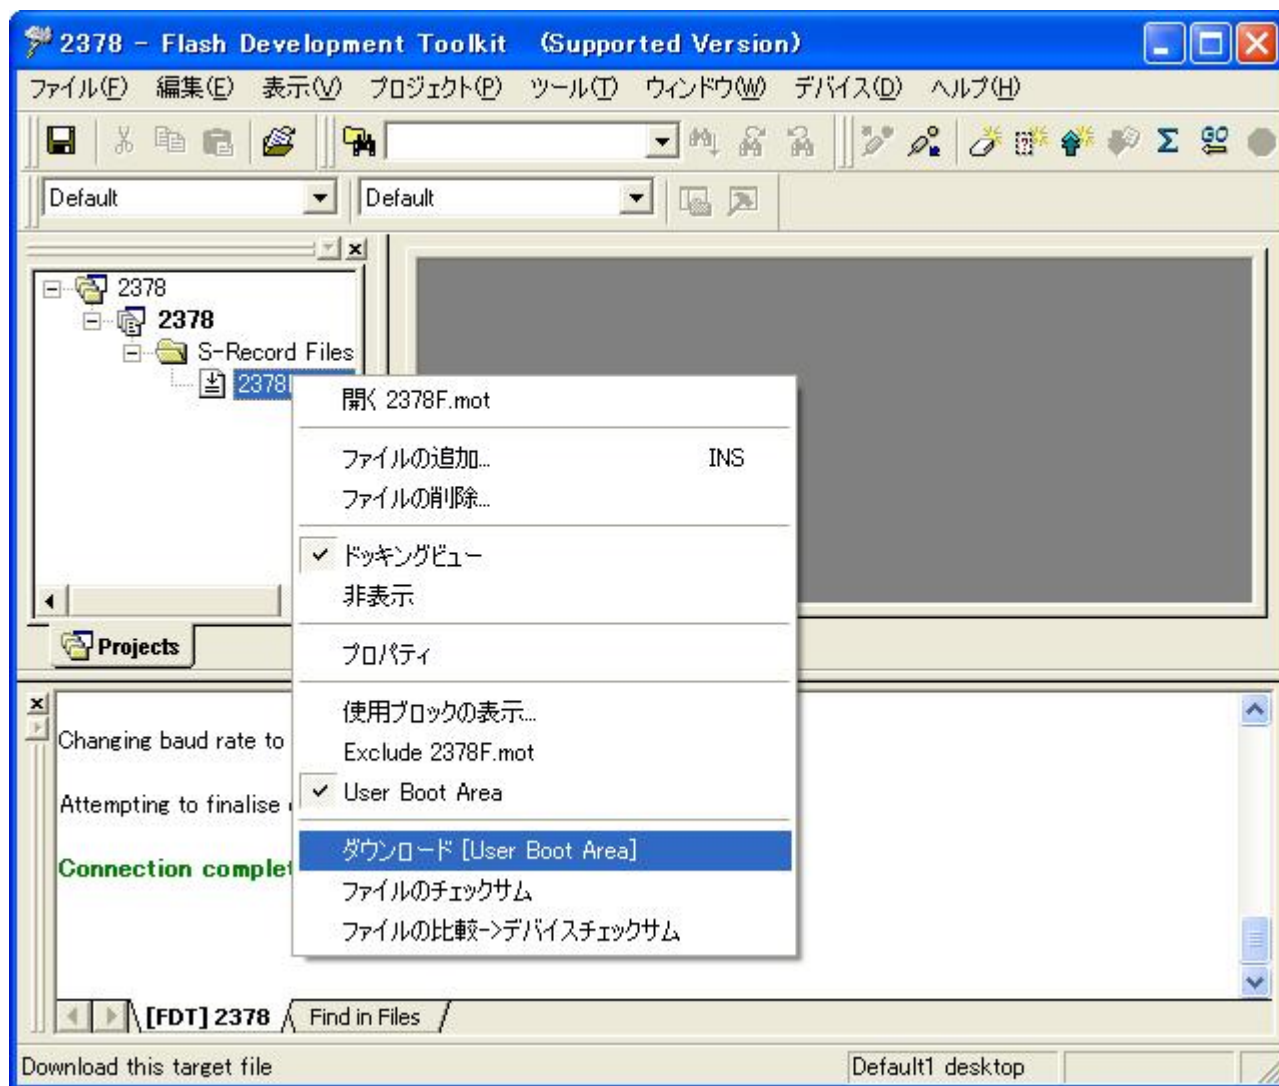 2378 - Flash Development Toolkit (Supported Version)
ファイル(F) 編集(E) 表示(V) プロジェクト(P) ツール(T) ウィンドウ(W) デバイス(D) ヘルプ(H)
Default Default
2378
2378
S-Record Files
2378
開く 2378F.mot
ファイルの追加... INS
ファイルの削除...
ドッキングビュー
非表示
プロパティ
使用ブロックの表示...
Exclude 2378F.mot
User Boot Area
ダウンロード [User Boot Area]
ファイルのチェックサム
ファイルの比較->デバイスチェックサム
Projects
Changing baud rate to
Attempting to finalise
Connection complet
[FDT] 2378 Find in Files
Download this target file Default1 desktop